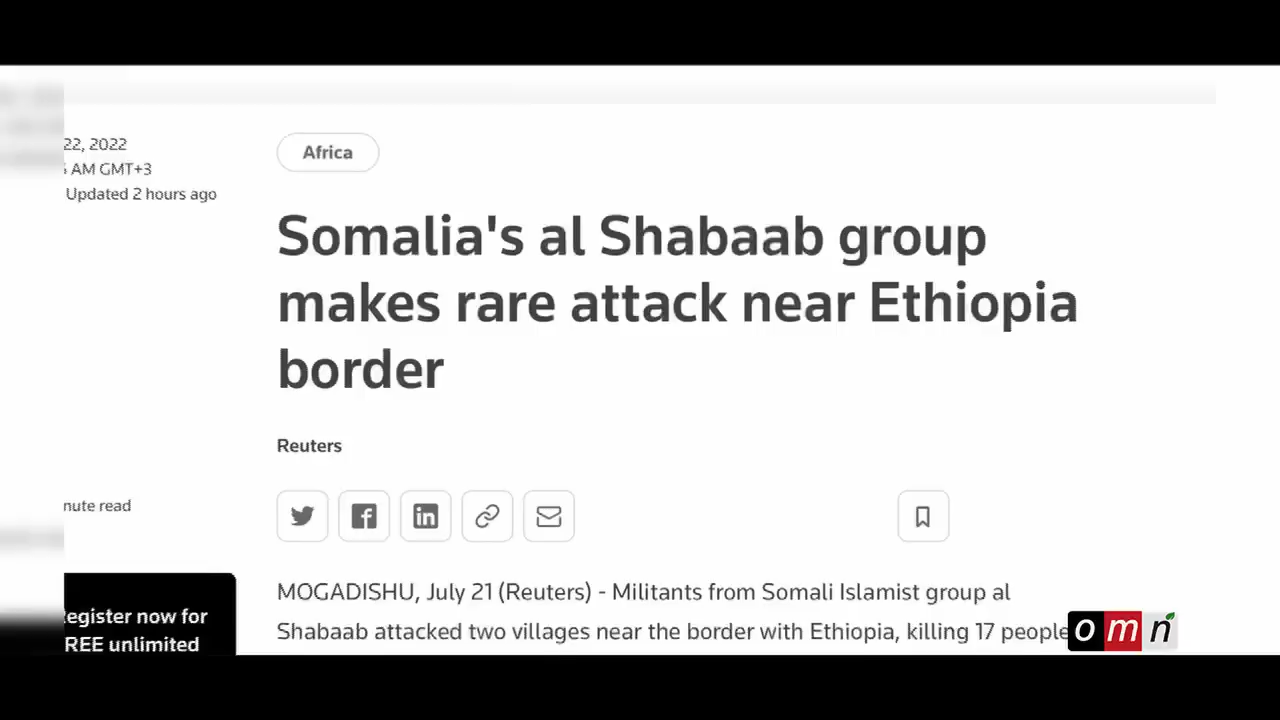 22, 2022
AM GMT+3
Updated 2 hours ago
Africa
Somalia's al Shabaab group
makes rare attack near Ethiopia
border
Reuters
nute read
MOGADISHU, July 21 (Reuters) - Militants from Somali Islamist group al
Shabaab attacked two villages near the border with Ethiopia, killing 17 people
egister now for
REE unlimited
omn